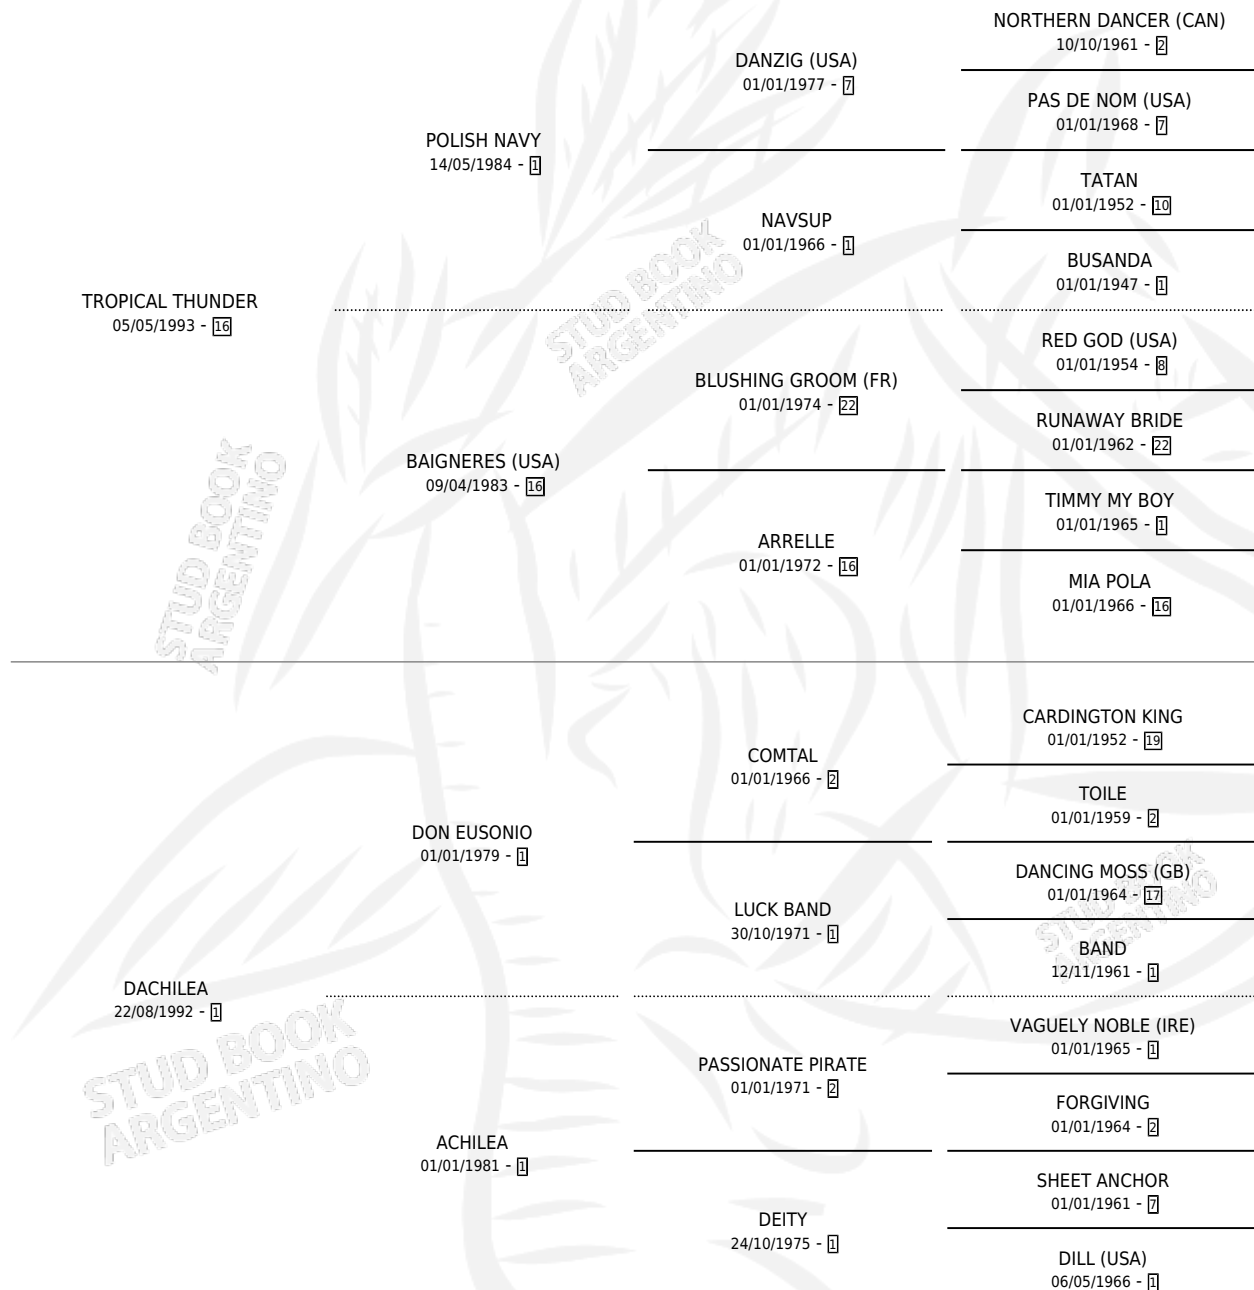 NORTHERN DANCER (CAN)
10/10/1961 - 2
DANZIG (USA)
01/01/1977 - 7
PAS DE NOM (USA)
01/01/1968 - 7
POLISH NAVY
14/05/1984 - 1
TATAN
01/01/1952 - 10
NAVSUP
01/01/1966 - 1
BUSANDA
01/01/1947 - 1
TROPICAL THUNDER
05/05/1993 - 16
RED GOD (USA)
01/01/1954 - 8
BLUSHING GROOM (FR)
01/01/1974 - 22
RUNAWAY BRIDE
01/01/1962 - 22
BAIGNERES (USA)
09/04/1983 - 16
TIMMY MY BOY
01/01/1965 - 1
ARRELLE
01/01/1972 - 16
MIA POLA
01/01/1966 - 16
CARDINGTON KING
01/01/1952 - 19
COMTAL
01/01/1966 - 2
TOILE
01/01/1959 - 2
DON EUSONIO
01/01/1979 - 1
DANCING MOSS (GB)
01/01/1964 - 17
LUCK BAND
30/10/1971 - 1
BAND
12/11/1961 - 1
DACHILEA
22/08/1992 - 1
VAGUELY NOBLE (IRE)
01/01/1965 - 1
PASSIONATE PIRATE
01/01/1971 - 2
FORGIVING
01/01/1964 - 2
ACHILEA
01/01/1981 - 1
SHEET ANCHOR
01/01/1961 - 7
DEITY
24/10/1975 - 1
DILL (USA)
06/05/1966 - 1
STUD BOOK
ARGENTINO
STUD BOOK
ARGENTINO
STUD BOOK
ARGENTINO
STUD BOOK
ARGENTINO